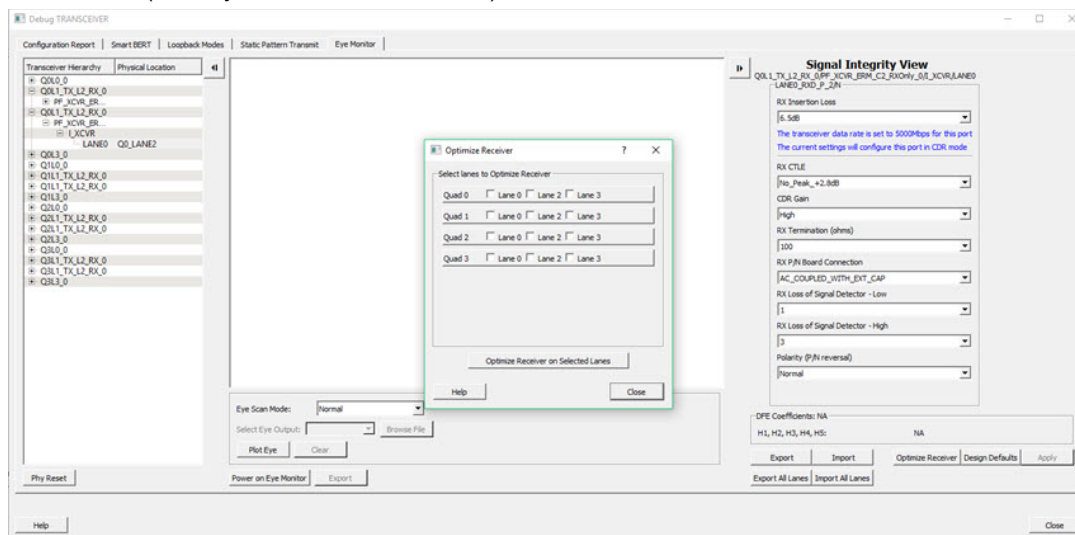 Debug TRANSCEIVER
Configuration Report | Smart BERT | Loopback Modes | Static Pattern Transmit | Eye Monitor
Transceiver Hierarchy Physical Location
Q0L0_0
Q0L1_TX_L2_RX_0
PF_XCVR_ER...
Q0L1_TX_L2_RX_0
PF_XCVR_ER...
I_XCVR
LANE0 Q0_LANE2
Q0L3_0
Q1L0_0
Q1L1_TX_L2_RX_0
Q1L1_TX_L2_RX_0
Q1L3_0
Q2L0_0
Q2L1_TX_L2_RX_0
Q2L1_TX_L2_RX_0
Q2L3_0
Q3L0_0
Q3L1_TX_L2_RX_0
Q3L1_TX_L2_RX_0
Q3L3_0
Phy Reset
Optimize Receiver ? X
Select lanes to Optimize Receiver
Quad 0 Lane 0 Lane 2 Lane 3
Quad 1 Lane 0 Lane 2 Lane 3
Quad 2 Lane 0 Lane 2 Lane 3
Quad 3 Lane 0 Lane 2 Lane 3
Optimize Receiver on Selected Lanes
Help Close
Eye Scan Mode: Normal
Select Eye Output: Browse File
Plot Eye Clear
Power on Eye Monitor Export
Signal Integrity View
Q0L1_TX_L2_RX_0/PF_XCVR_ERM_C2_RXOnly_0/I_XCVR/LANE0
LANE0_RXD_P_2/N
RX Insertion Loss
6.5dB
The transceiver data rate is set to 5000Mbps for this port
The current settings will configure this port in CDR mode
RX CTLE
No_Peak_+2.8dB
CDR Gain
High
RX Termination (ohms)
100
RX P/N Board Connection
AC_COUPLED_WITH_EXT_CAP
RX Loss of Signal Detector - Low
1
RX Loss of Signal Detector - High
3
Polarity (P/N reversal)
Normal
DFE Coefficients: NA
H1, H2, H3, H4, H5: NA
Export Import Optimize Receiver Design Defaults Apply
Export All Lanes Import All Lanes
Help Close